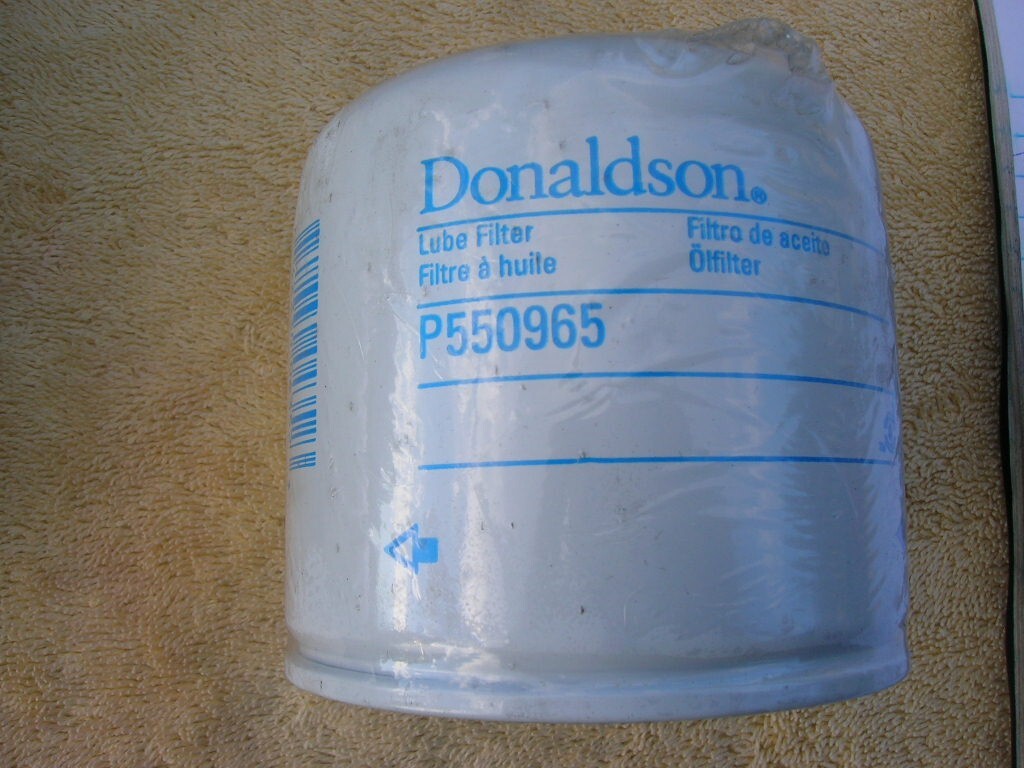 Donaldson®
Lube Filter
Filtre à huile
Filtro de aceite
Ölfilter
P550965